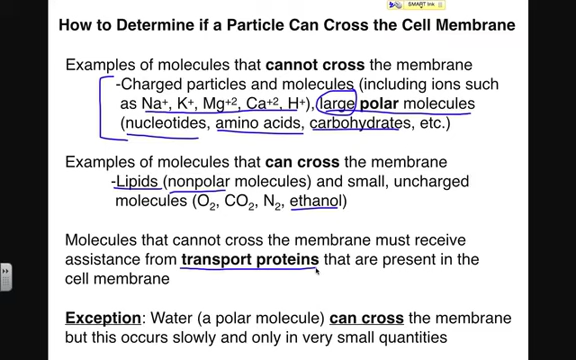 SMART Ink
How to Determine if a Particle Can Cross the Cell Membrane
Examples of molecules that cannot cross the membrane
-Charged particles and molecules (including ions such
as Na+, K+, Mg+2, Ca+2, H+), large polar molecules
(nucleotides, amino acids, carbohydrates, etc.)
Examples of molecules that can cross the membrane
-Lipids (nonpolar molecules) and small, uncharged
molecules (O2, CO2, N2, ethanol)
Molecules that cannot cross the membrane must receive
assistance from transport proteins that are present in the
cell membrane
Exception: Water (a polar molecule) can cross the membrane
but this occurs slowly and only in very small quantities